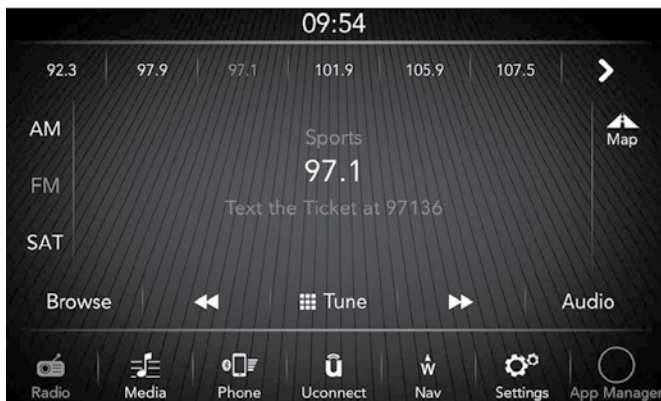 09:54
92.3 97.9 97.1 101.9 105.9 107.5
AM
Map
Sports
97.1
FM
Text the Ticket at 97136
SAT
Browse Tune Audio
Radio Media Phone Uconnect Nav Settings App Manager